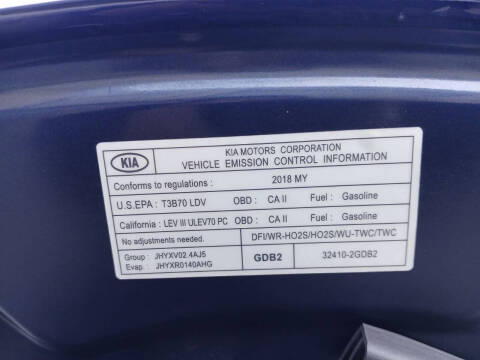 KIA
KIA MOTORS CORPORATION
VEHICLE EMISSION CONTROL INFORMATION
Conforms to regulations : 2018 MY
U.S.EPA : T3B70 LDV OBD : CA II Fuel : Gasoline
California : LEV III ULEV70 PC OBD : CA II Fuel : Gasoline
No adjustments needed. DFI/WR-HO2S/HO2S/WU-TWC/TWC
Group : JHYXV02.4AJ5
Evap. : JHYXR0140AHG GDB2 32410-2GDB2